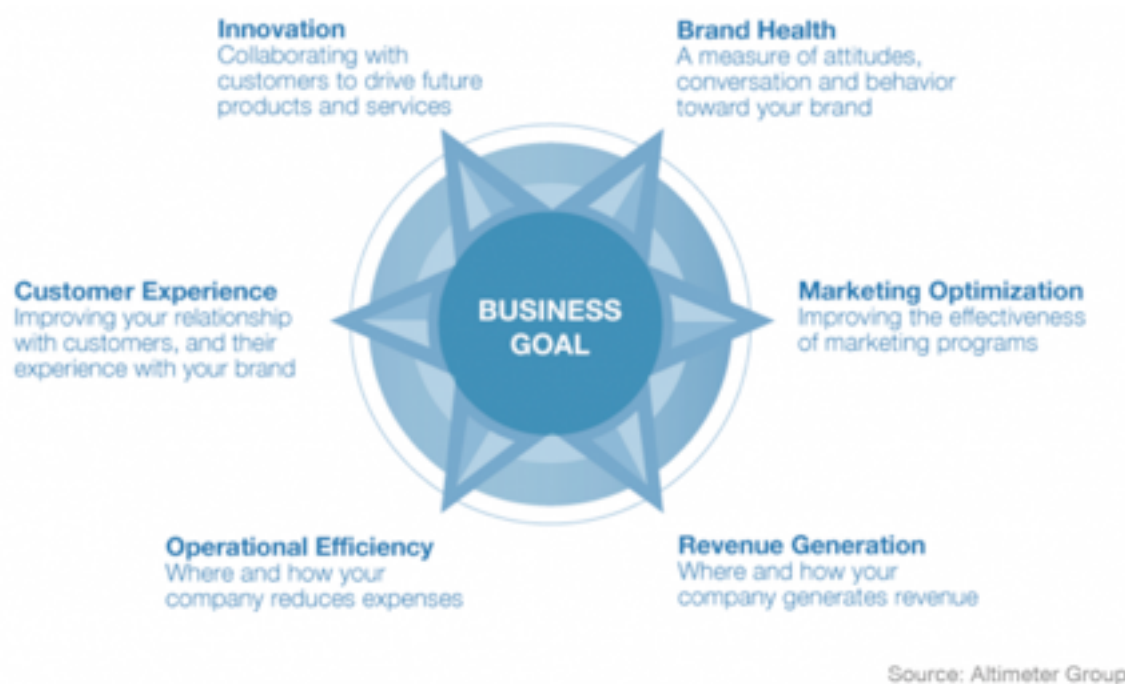 Innovation
Collaborating with
customers to drive future
products and services
Brand Health
A measure of attitudes,
conversation and behavior
toward your brand
Customer Experience
Improving your relationship
with customers, and their
experience with your brand
BUSINESS
GOAL
Marketing Optimization
Improving the effectiveness
of marketing programs
Operational Efficiency
Where and how your
company reduces expenses
Revenue Generation
Where and how your
company generates revenue
Source: Altimeter Group